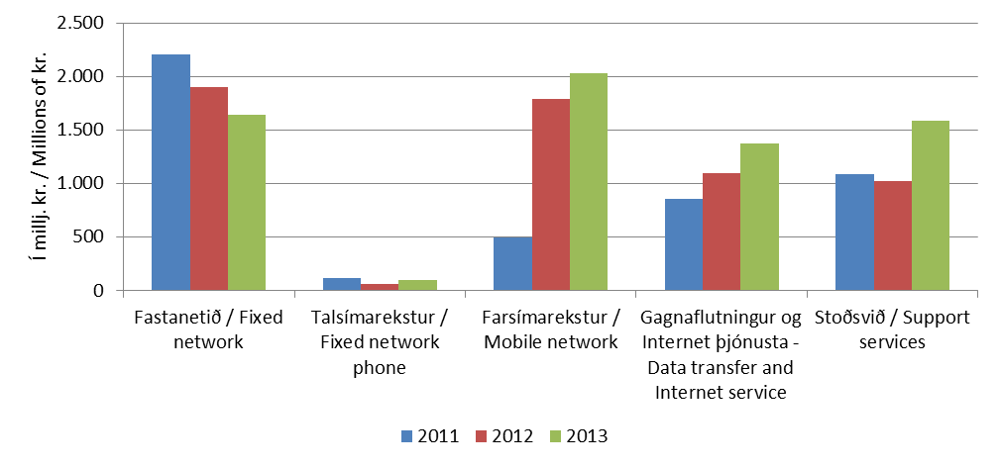 Í millj. kr. / Millions of kr.
2.500
2.000
1.500
1.000
500
0
Fastanetið / Fixed
network
Talsímarekstur /
Fixed network
phone
Farsímarekstur /
Mobile network
Gagnaflutningur og
Internet þjónusta -
Data transfer and
Internet service
Stoðsvið / Support
services
2011 2012 2013